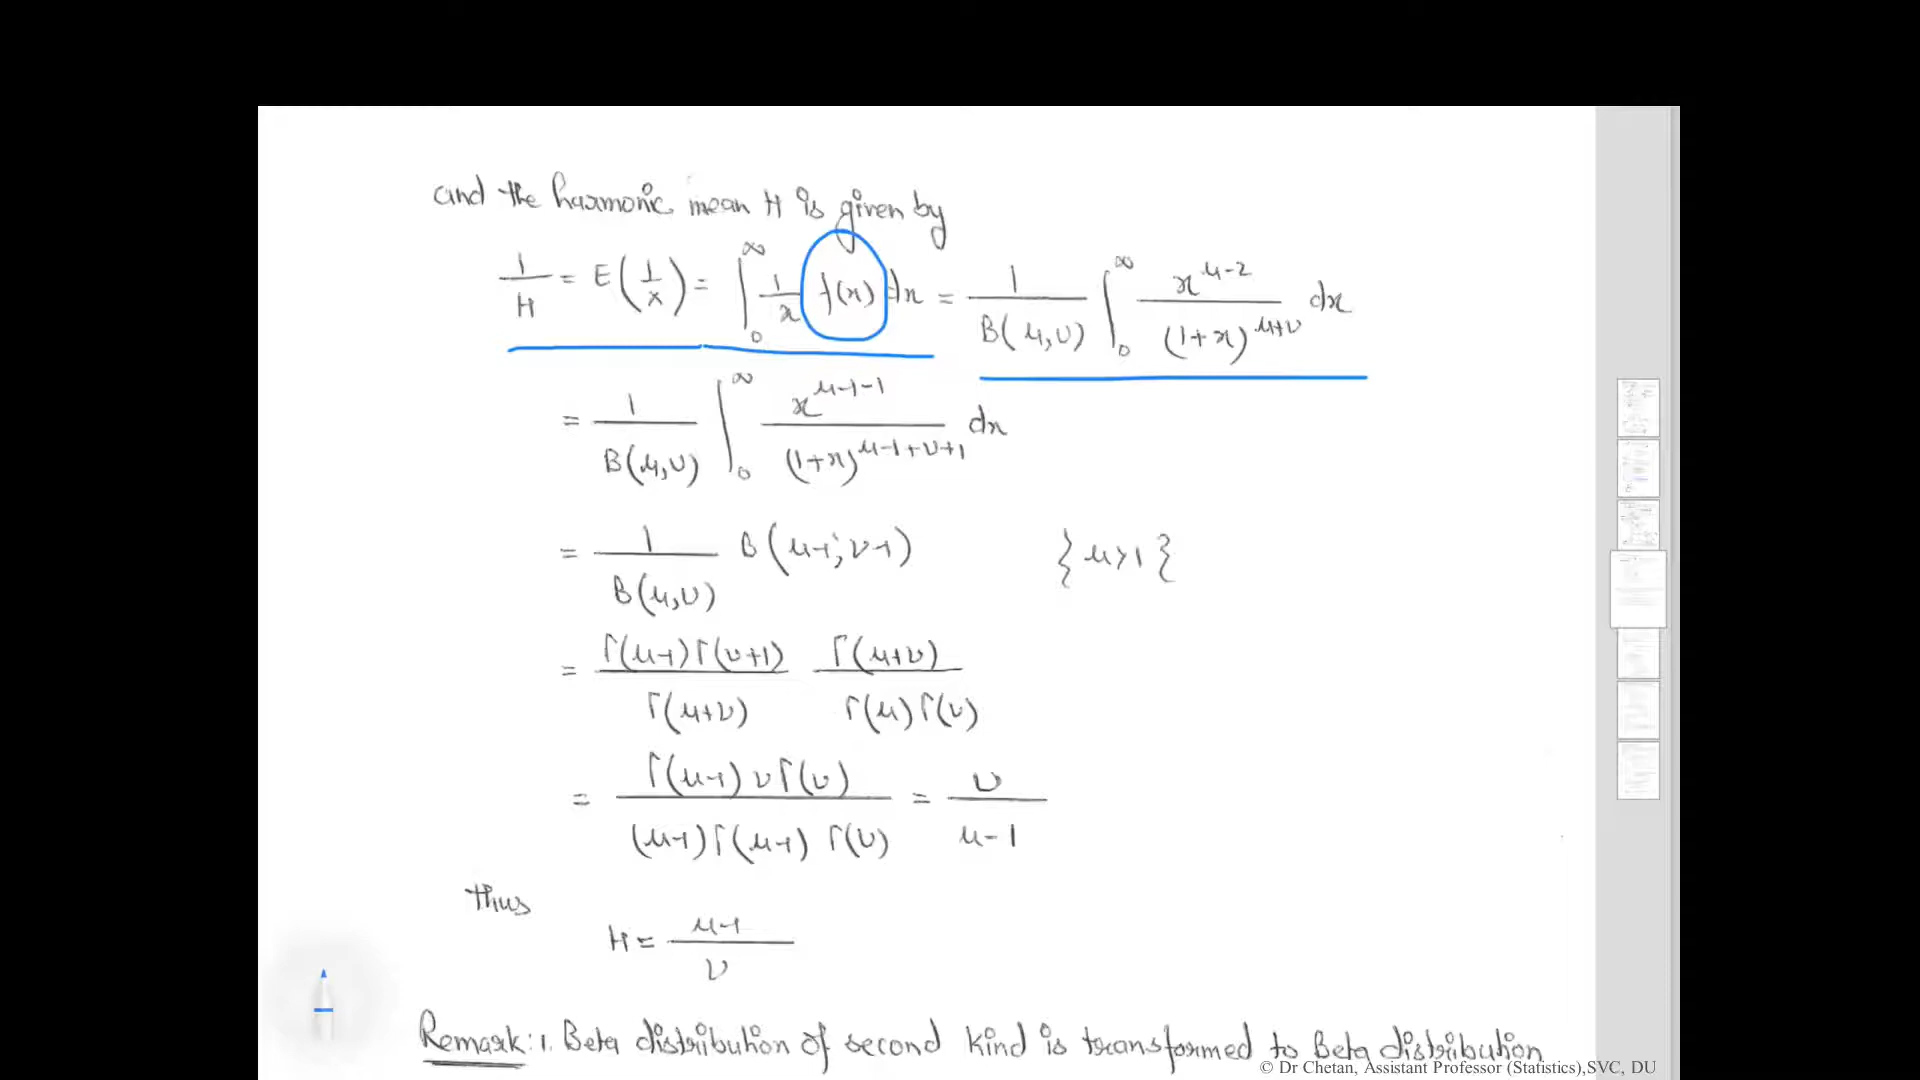 and the harmonic mean H is given by
1/H = E(1/X) = ∫₀^∞ 1/x f(x) dx = 1/B(μ,ν) ∫₀^∞ x^(μ-2)/(1+x)^(μ+ν) dx
= 1/B(μ,ν) ∫₀^∞ x^(μ-1-1)/(1+x)^(μ-1+ν+1) dx
= 1/B(μ,ν) B(μ-1, ν-1) {μ>1}
= Γ(μ-1)Γ(ν+1)/Γ(μ+ν) Γ(μ+ν)/Γ(μ)Γ(ν)
= Γ(μ-1) νΓ(ν)/(μ-1)Γ(μ-1) Γ(ν) = ν/μ-1
Thus
H = μ-1/ν
Remark: 1. Beta distribution of second kind is transformed to Beta distribution
© Dr Chetan, Assistant Professor (Statistics),SVC, DU